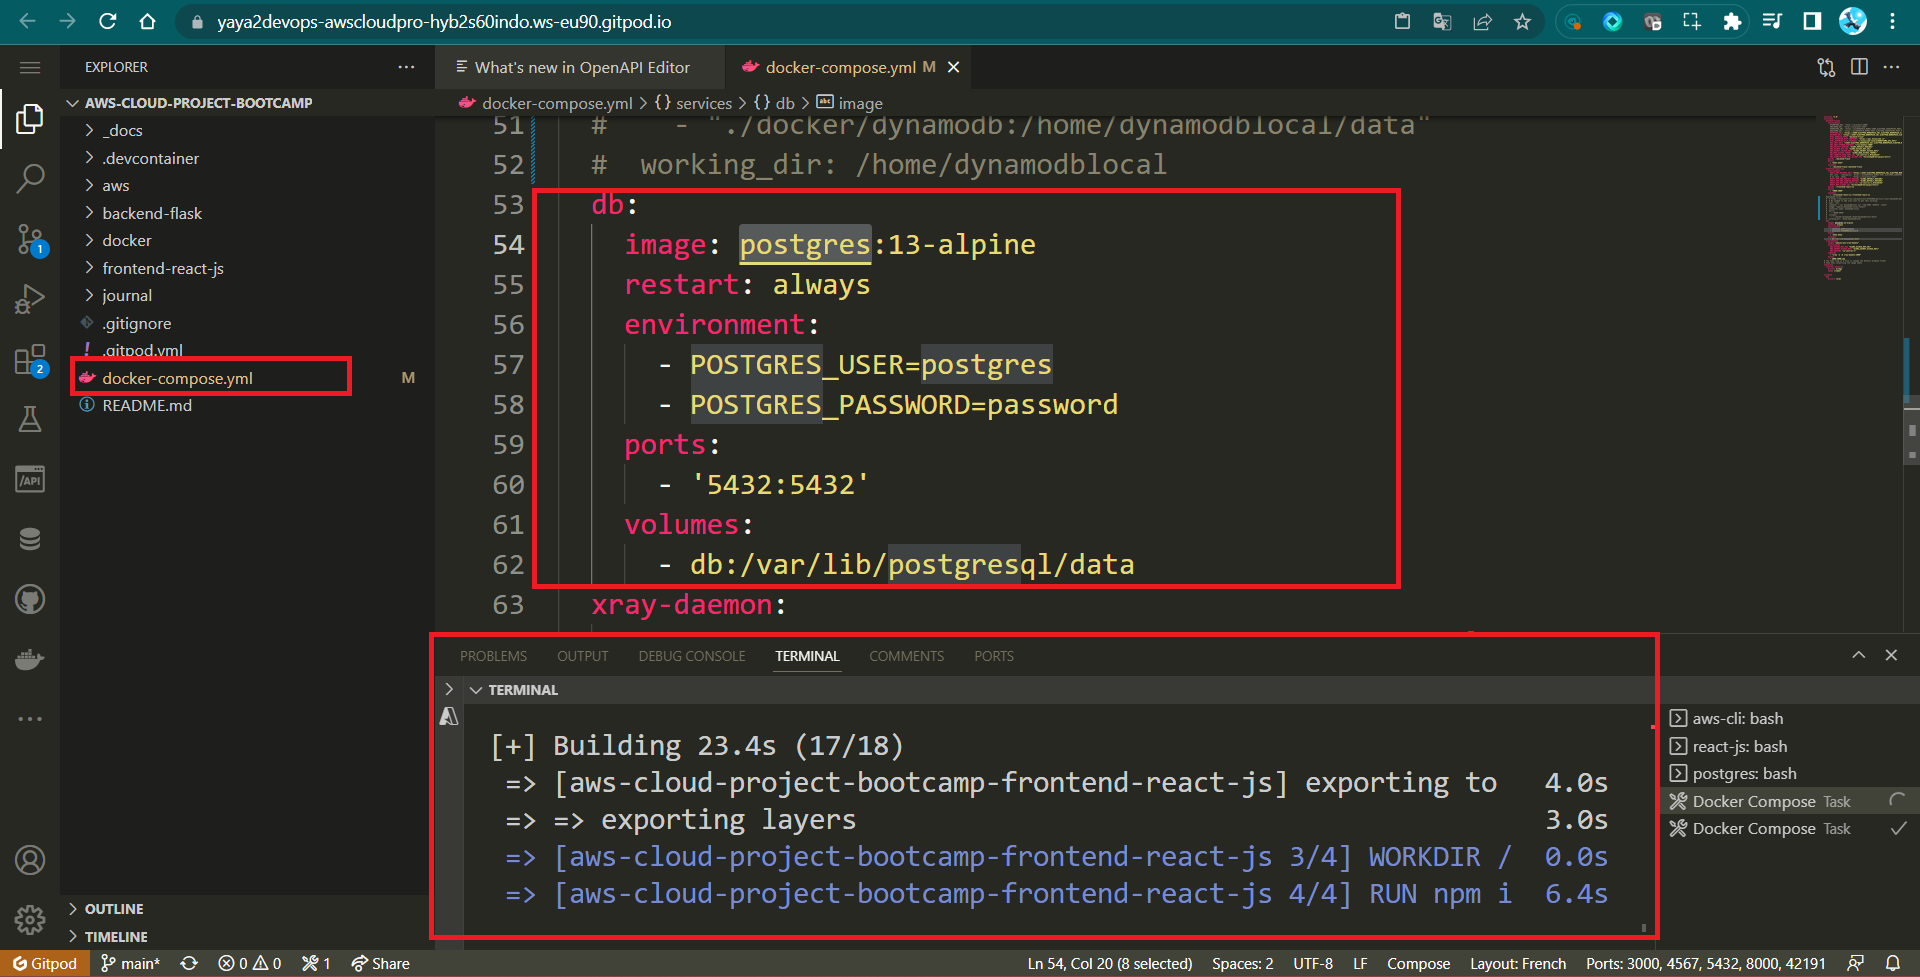 yaya2devops-awscloudpro-hyb2s60indo.ws-eu90.gitpod.io
EXPLORER
What's new in OpenAPI Editor
docker-compose.yml M
AWS-CLOUD-PROJECT-BOOTCAMP
docker-compose.yml > {} services > {} db > image
_docs
.devcontainer
aws
backend-flask
docker
frontend-react-js
journal
.gitignore
.gitpod.yml
docker-compose.yml M
README.md
51 #    - "./docker/dynamodb:/home/dynamodblocal/data"
52 #  working_dir: /home/dynamodblocal
53 db:
54 image: postgres:13-alpine
55 restart: always
56 environment:
57 - POSTGRES_USER=postgres
58 - POSTGRES_PASSWORD=password
59 ports:
60 - '5432:5432'
61 volumes:
62 - db:/var/lib/postgresql/data
63 xray-daemon:
1
2
/API
PROBLEMS OUTPUT DEBUG CONSOLE TERMINAL COMMENTS PORTS
TERMINAL
[+] Building 23.4s (17/18)
=> [aws-cloud-project-bootcamp-frontend-react-js] exporting to 4.0s
=> => exporting layers 3.0s
=> [aws-cloud-project-bootcamp-frontend-react-js 3/4] WORKDIR / 0.0s
=> [aws-cloud-project-bootcamp-frontend-react-js 4/4] RUN npm i 6.4s
aws-cli: bash
react-js: bash
postgres: bash
Docker Compose Task
Docker Compose Task
OUTLINE
TIMELINE
Gitpod main* 0 0 1 Share Ln 54, Col 20 (8 selected) Spaces: 2 UTF-8 LF Compose Layout: French Ports: 3000, 4567, 5432, 8000, 42191